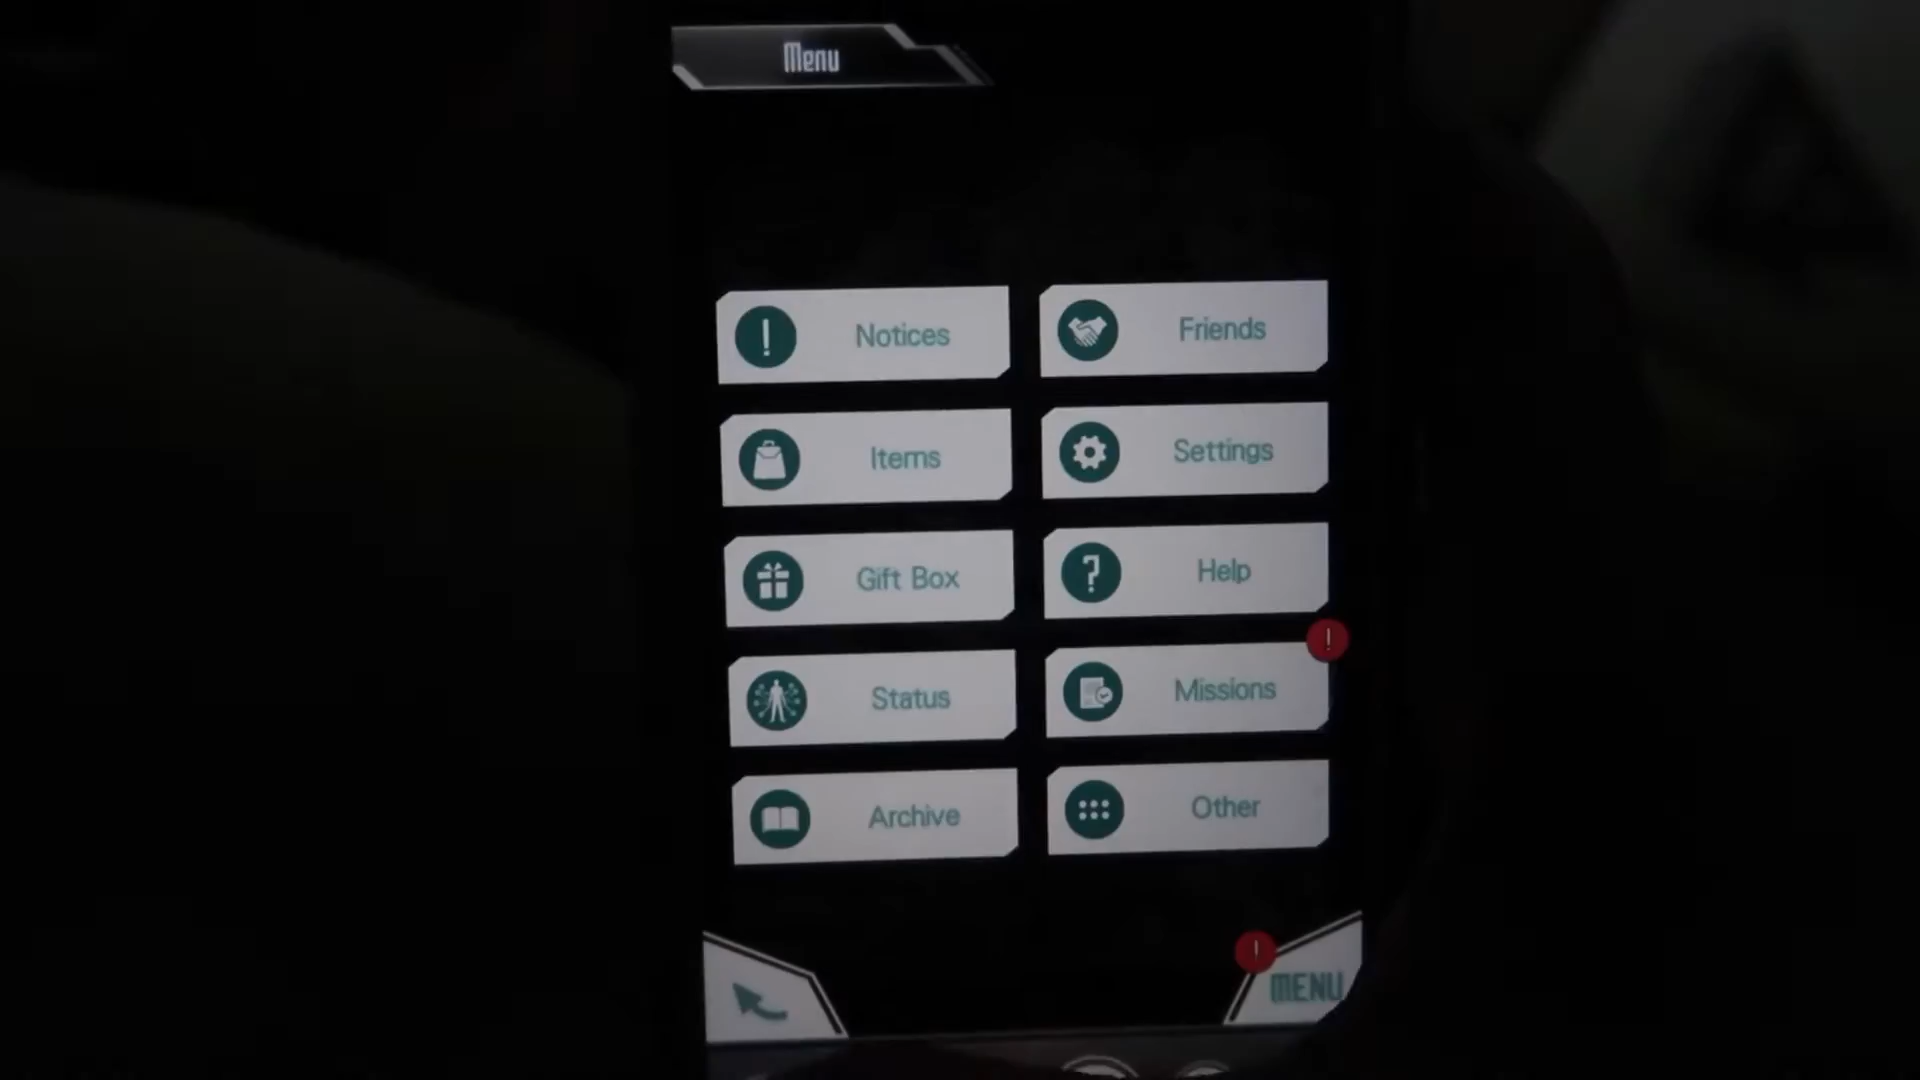 Menu
Notices
Friends
Items
Settings
Gift Box
Help
Status
Missions
Archive
Other
MENU